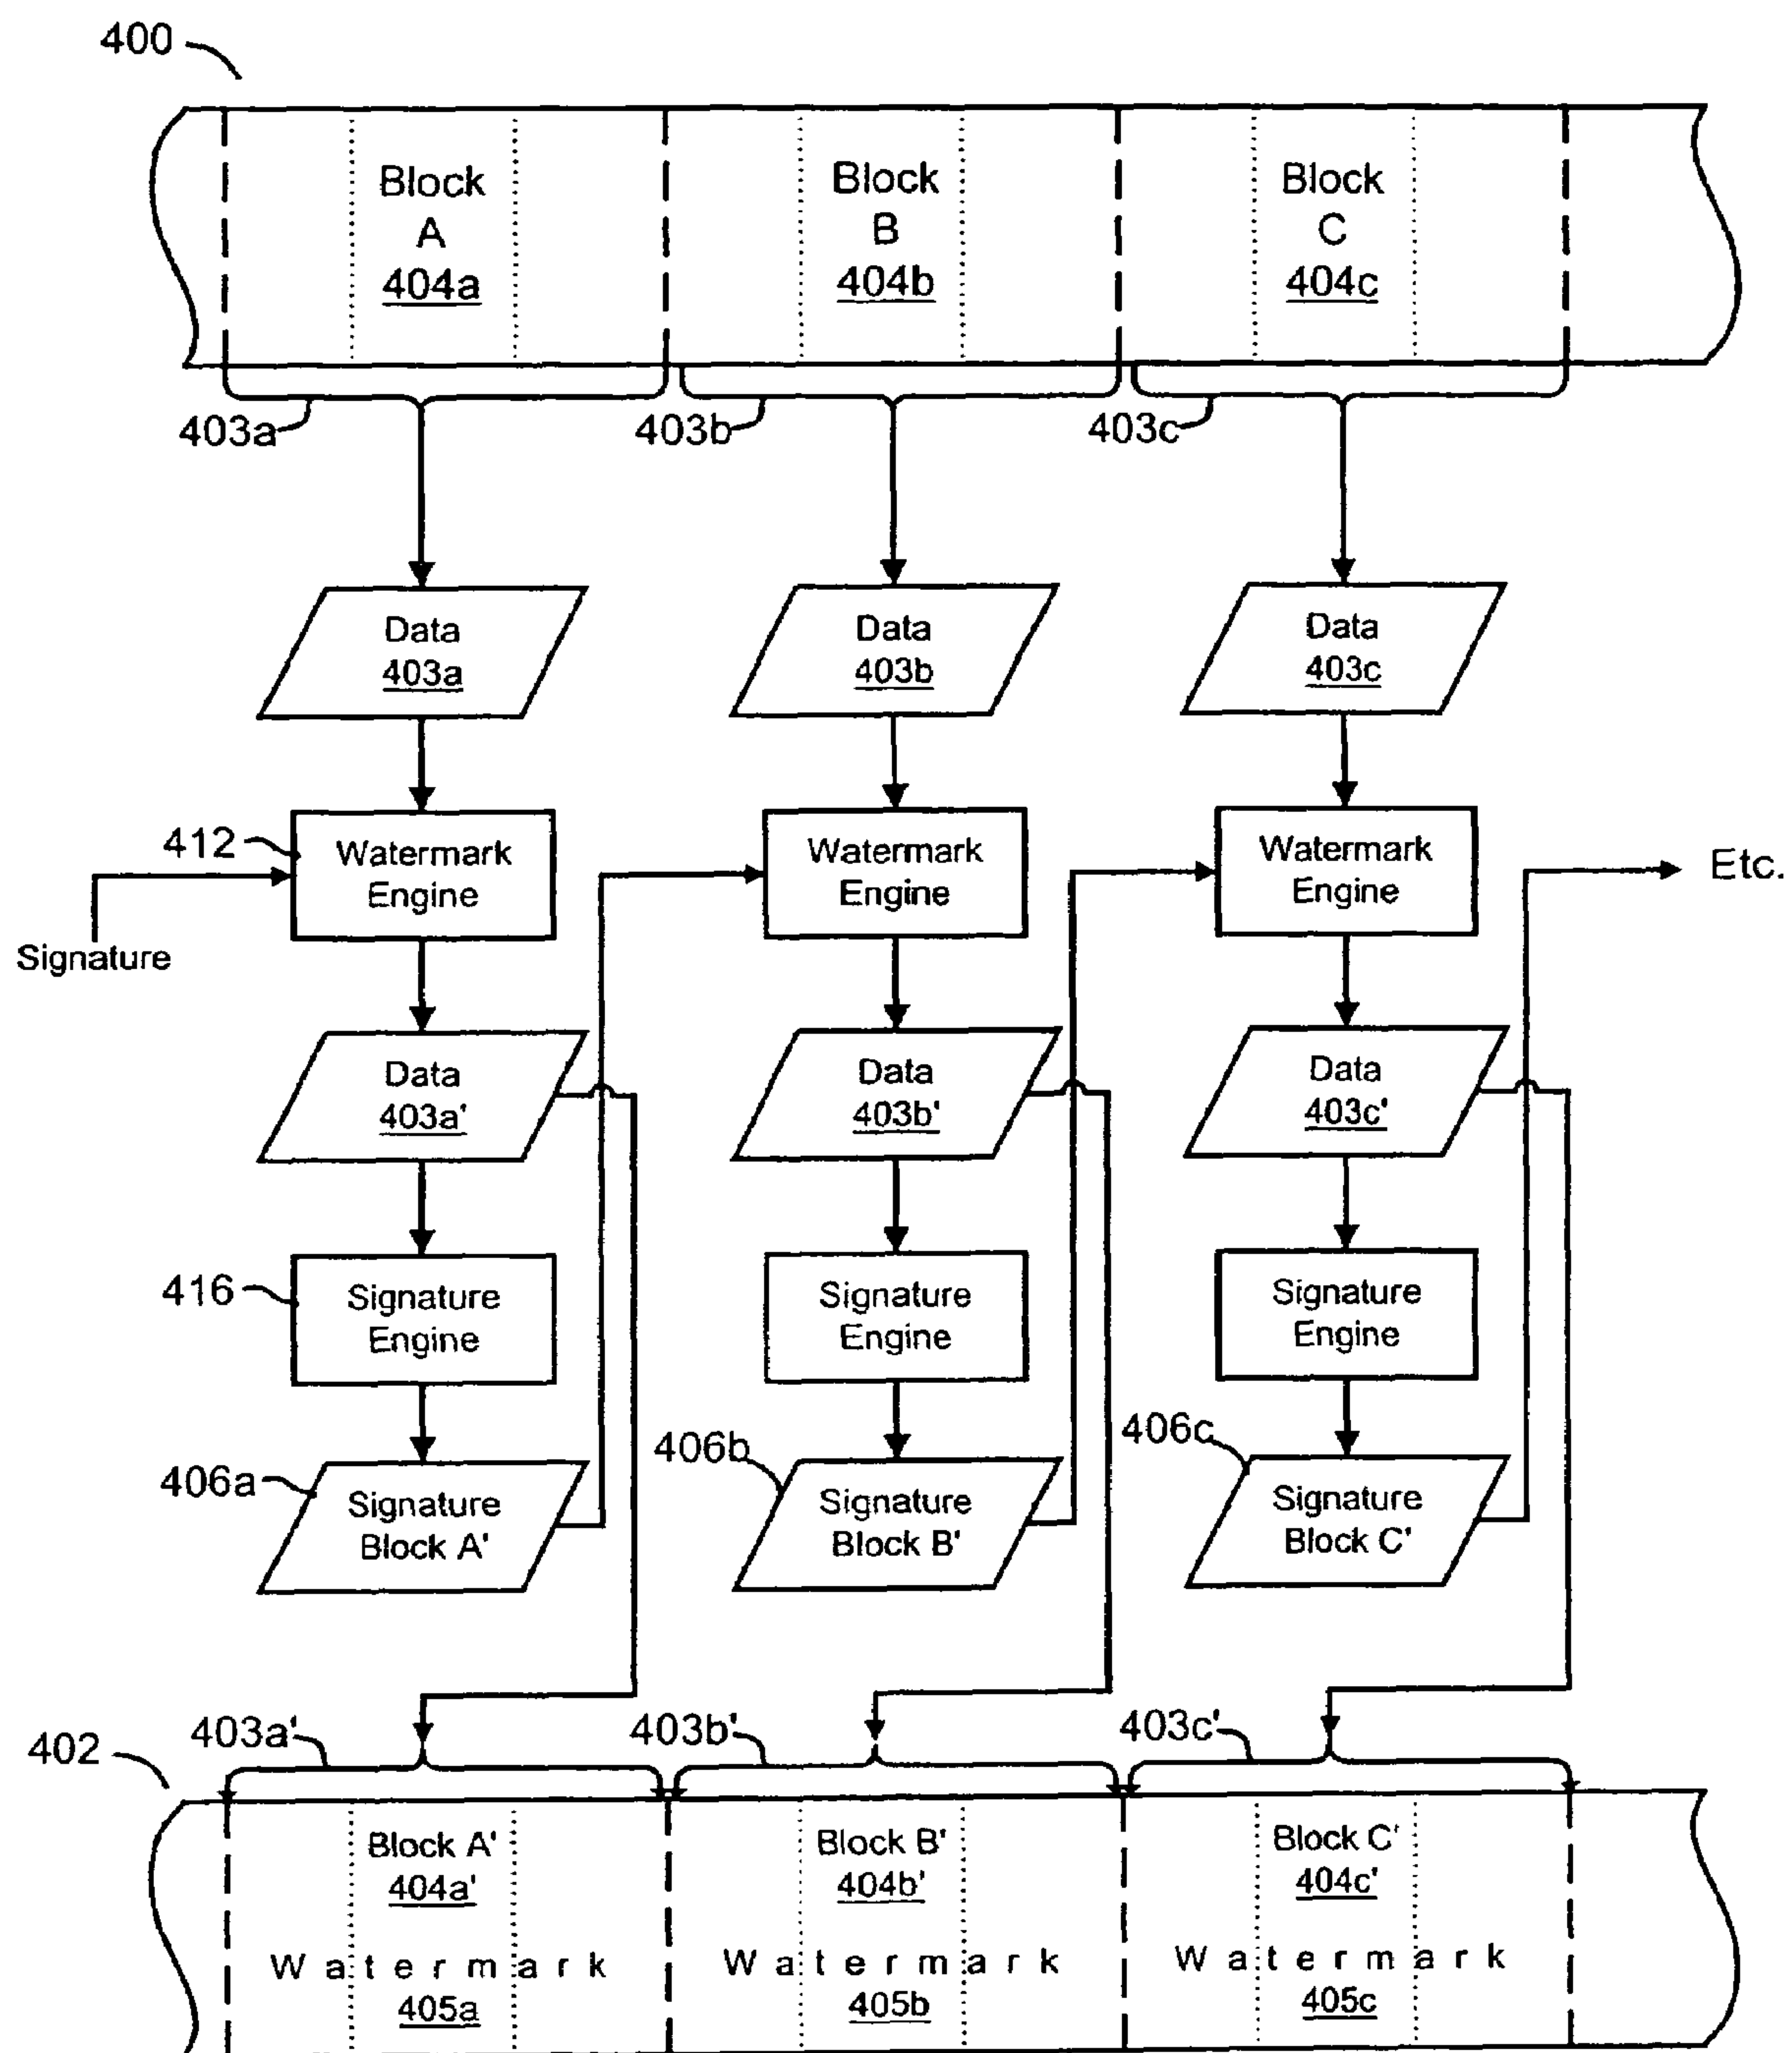 400
Block
A
404a
Block
B
404b
Block
C
404c
403a
403b
403c
Data
403a
Data
403b
Data
403c
412
Watermark
Engine
Watermark
Engine
Watermark
Engine
Etc.
Signature
Data
403a'
Data
403b'
Data
403c'
416
Signature
Engine
Signature
Engine
Signature
Engine
406a
Signature
Block A'
406b
Signature
Block B'
406c
Signature
Block C'
402
403a'
403b'
403c'
Block A'
404a'
Watermark
405a
Block B'
404b'
Watermark
405b
Block C'
404c'
Watermark
405c